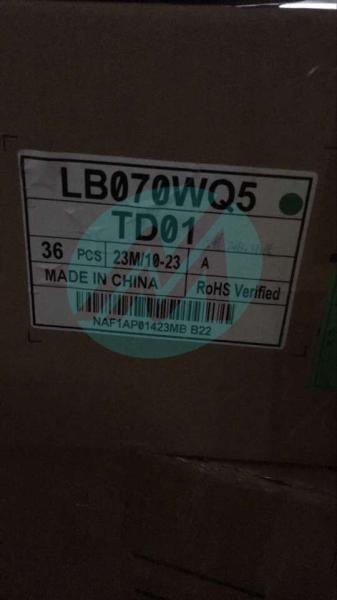 LB070WQ5
TD01
36 PCS 23M/10-23 A
MADE IN CHINA RoHS Verified
NAF1AP01423MB B22